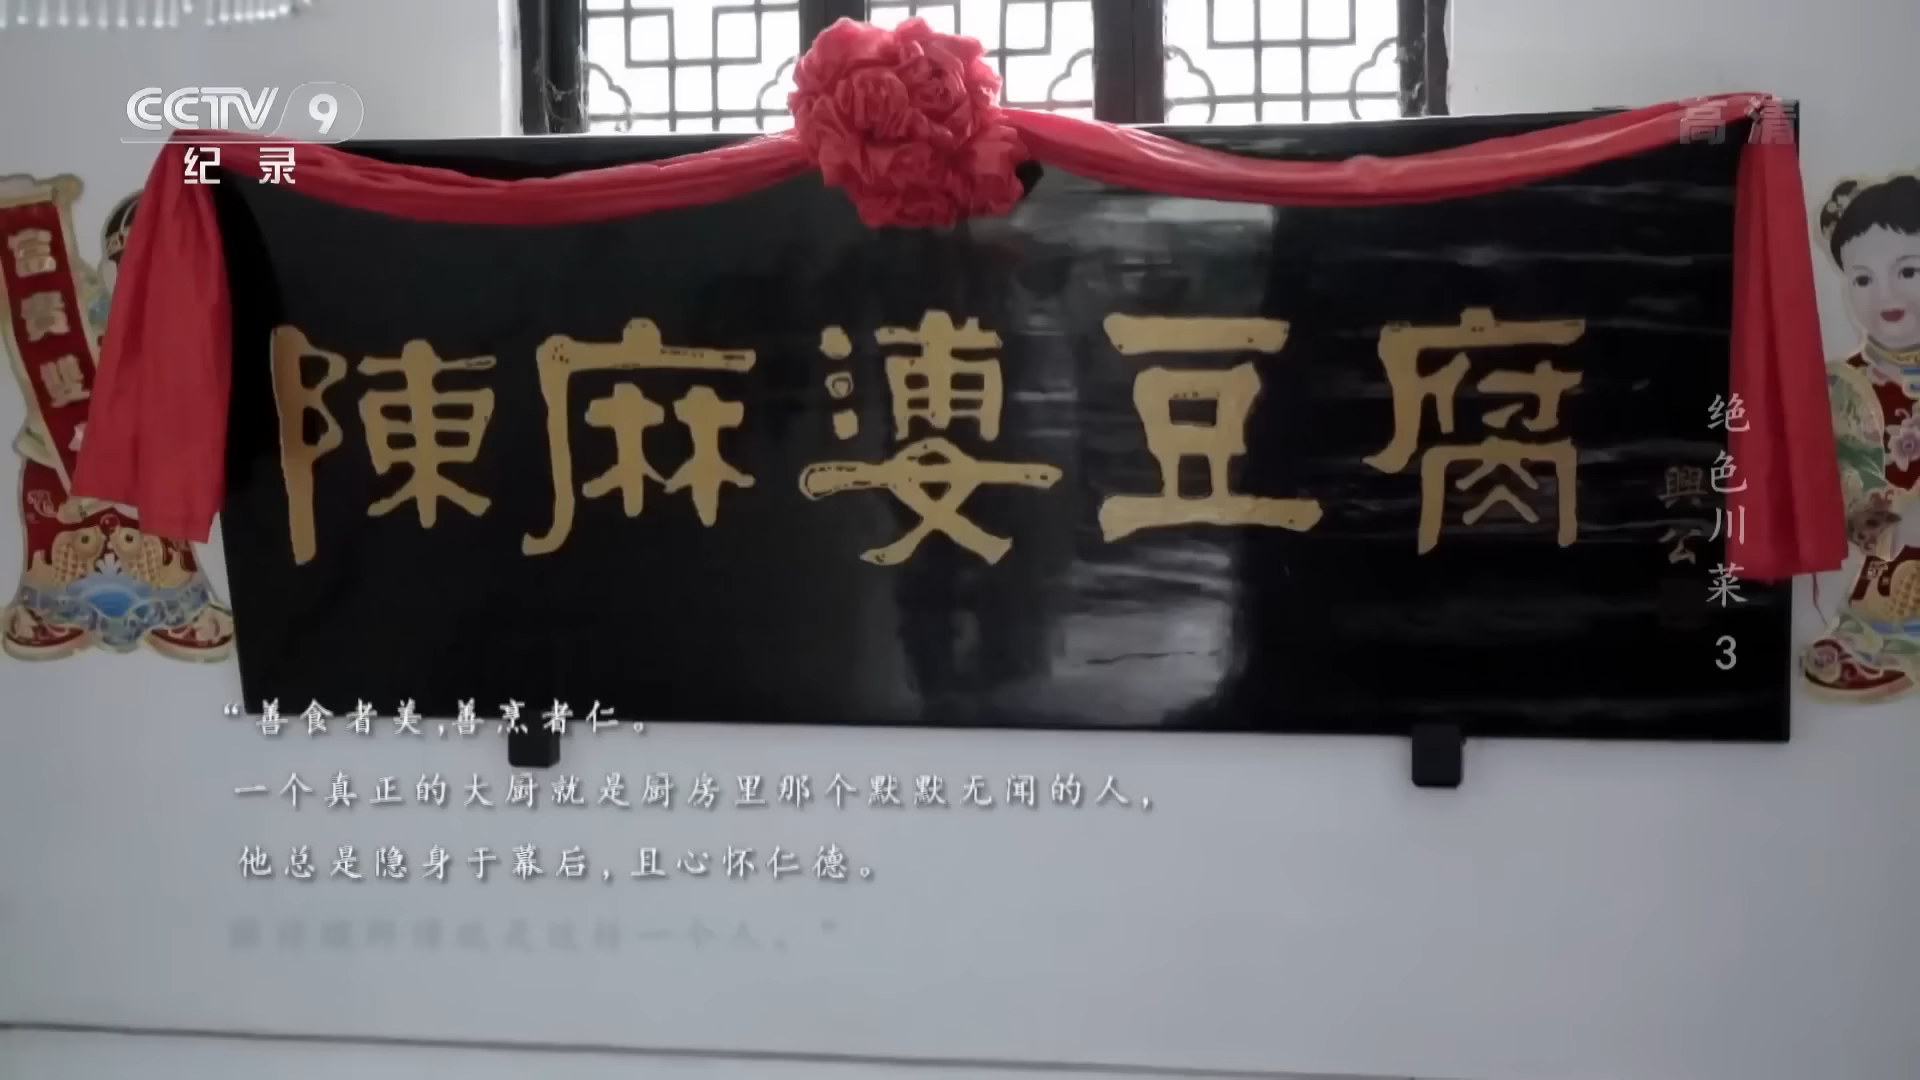 CCTV 9
纪录
高清
富貴雙
陳麻婆豆腐
興公
绝色川菜 3
“善食者美,善烹者仁。
一个真正的大厨就是厨房里那个默默无闻的人,
他总是隐身于幕后,且心怀仁德。